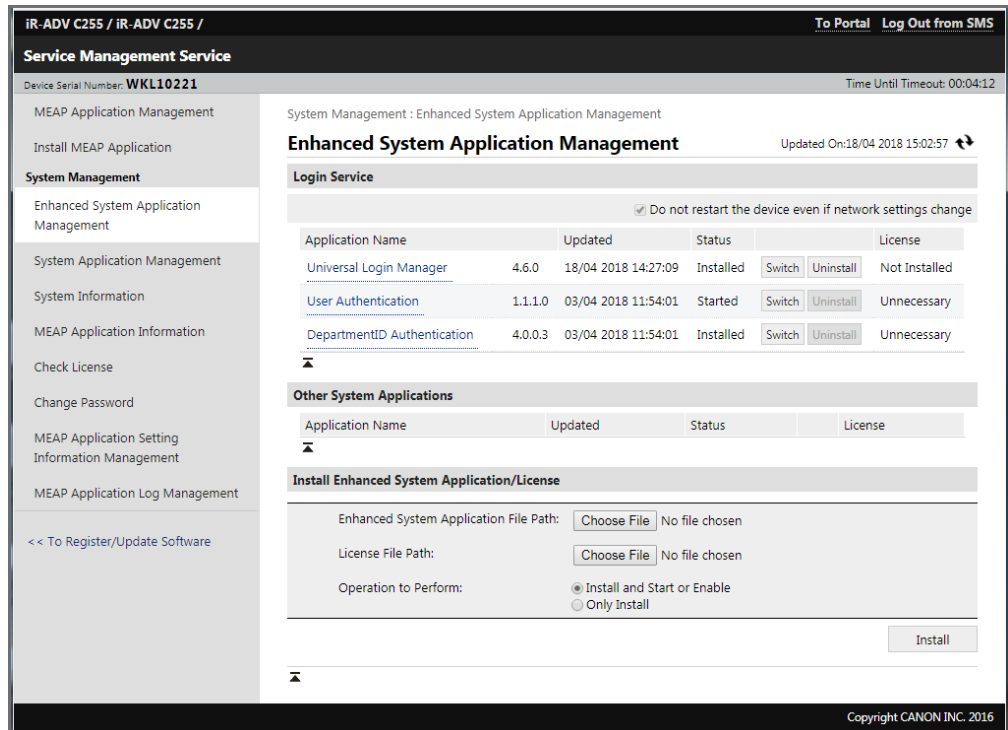 iR-ADV C255 / iR-ADV C255 /
To Portal Log Out from SMS
Service Management Service
Device Serial Number: WKL10221
Time Until Timeout: 00:04:12
MEAP Application Management
Install MEAP Application
System Management
Enhanced System Application
Management
System Application Management
System Information
MEAP Application Information
Check License
Change Password
MEAP Application Setting
Information Management
MEAP Application Log Management
<< To Register/Update Software
System Management : Enhanced System Application Management
Enhanced System Application Management
Updated On:18/04 2018 15:02:57
Login Service
Do not restart the device even if network settings change
Application Name Updated Status License
Universal Login Manager 4.6.0 18/04 2018 14:27:09 Installed Switch Uninstall Not Installed
User Authentication 1.1.1.0 03/04 2018 11:54:01 Started Switch Uninstall Unnecessary
DepartmentID Authentication 4.0.0.3 03/04 2018 11:54:01 Installed Switch Uninstall Unnecessary
Other System Applications
Application Name Updated Status License
Install Enhanced System Application/License
Enhanced System Application File Path: Choose File No file chosen
License File Path: Choose File No file chosen
Operation to Perform: Install and Start or Enable
Only Install
Install
Copyright CANON INC. 2016